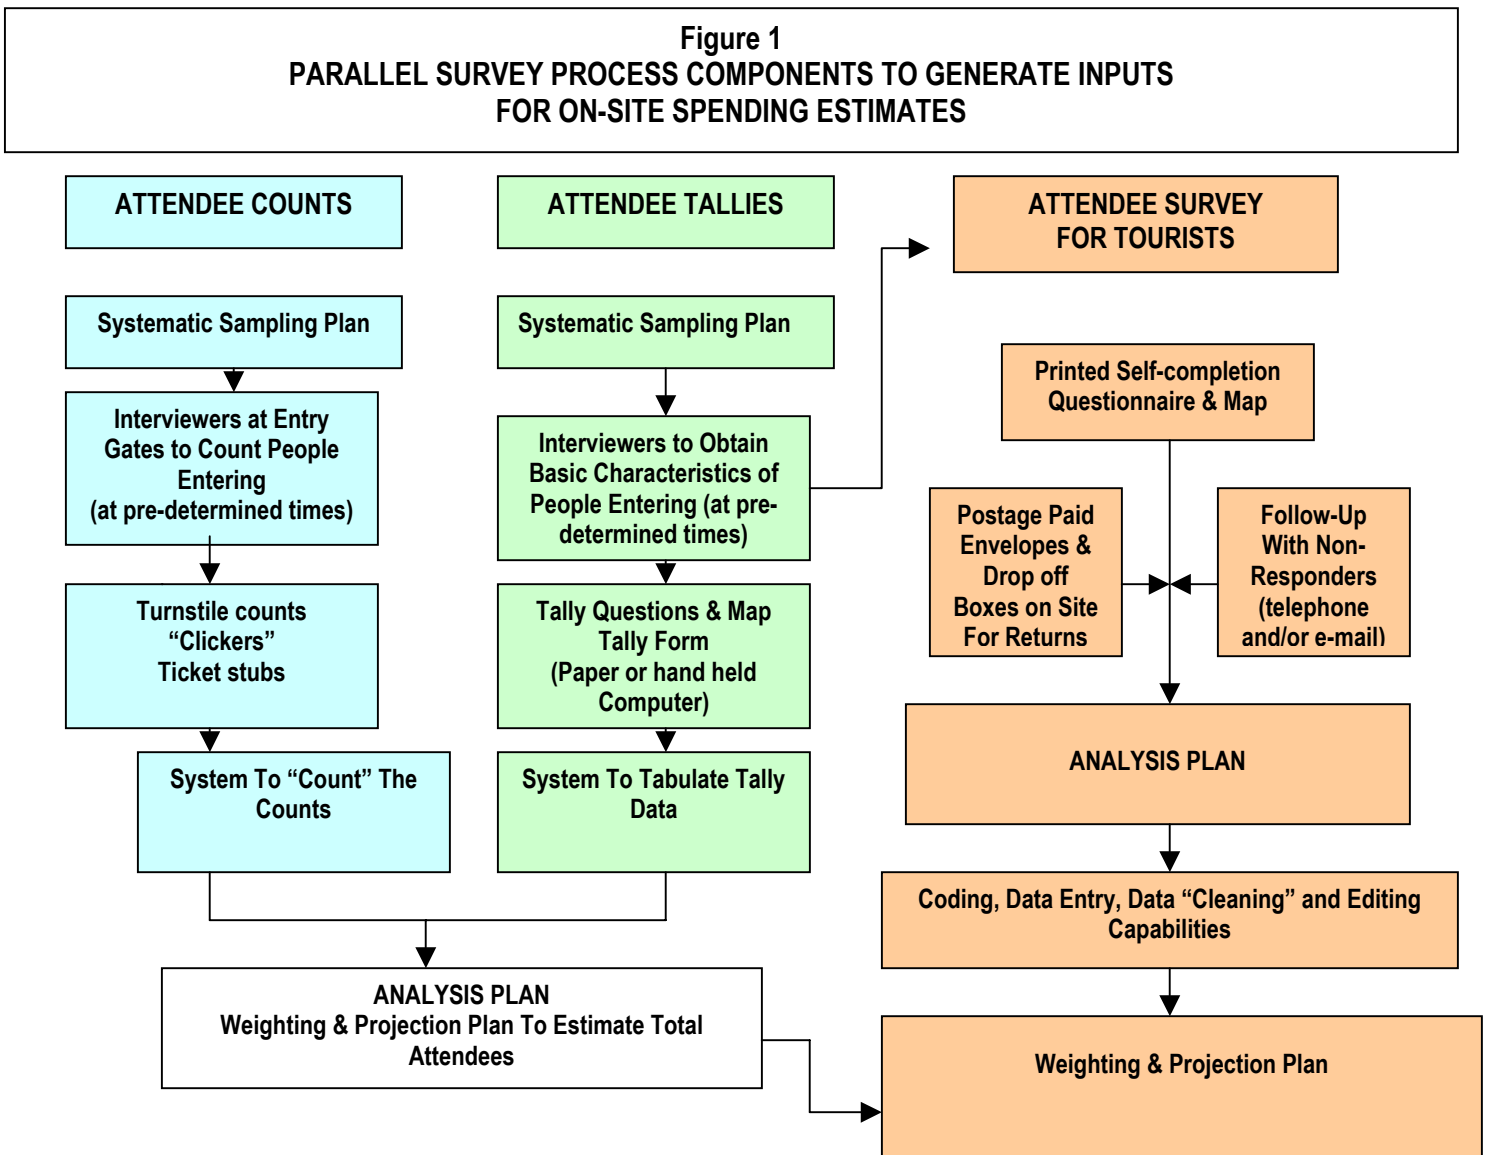 Figure 1
PARALLEL SURVEY PROCESS COMPONENTS TO GENERATE INPUTS
FOR ON-SITE SPENDING ESTIMATES
ATTENDEE COUNTS
Systematic Sampling Plan
Interviewers at Entry
Gates to Count People
Entering
(at pre-determined times)
Turnstile counts
“Clickers”
Ticket stubs
System To “Count” The
Counts
ATTENDEE TALLIES
Systematic Sampling Plan
Interviewers to Obtain
Basic Characteristics of
People Entering (at pre-
determined times)
Tally Questions & Map
Tally Form
(Paper or hand held
Computer)
System To Tabulate Tally
Data
ANALYSIS PLAN
Weighting & Projection Plan To Estimate Total
Attendees
ATTENDEE SURVEY
FOR TOURISTS
Printed Self-completion
Questionnaire & Map
Postage Paid
Envelopes &
Drop off
Boxes on Site
For Returns
Follow-Up
With Non-
Responders
(telephone
and/or e-mail)
ANALYSIS PLAN
Coding, Data Entry, Data “Cleaning” and Editing
Capabilities
Weighting & Projection Plan